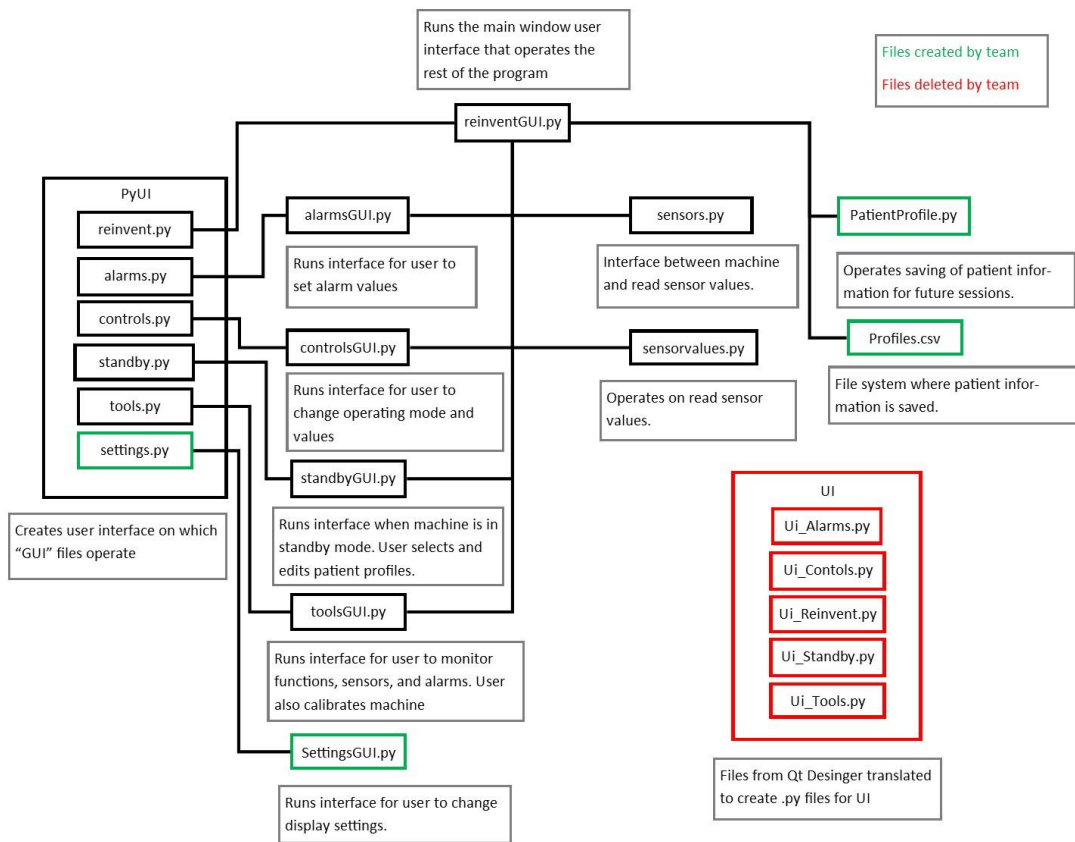 Runs the main window user
interface that operates the
rest of the program
Files created by team
Files deleted by team
reinventGUI.py
PyUI
reinvent.py
alarms.py
controls.py
standby.py
tools.py
settings.py
Creates user interface on which
“GUI” files operate
alarmsGUI.py
Runs interface for user to
set alarm values
controlsGUI.py
Runs interface for user to
change operating mode and
values
standbyGUI.py
Runs interface when machine is in
standby mode. User selects and
edits patient profiles.
toolsGUI.py
Runs interface for user to monitor
functions, sensors, and alarms. User
also calibrates machine
SettingsGUI.py
Runs interface for user to change
display settings.
sensors.py
Interface between machine
and read sensor values.
sensorvalues.py
Operates on read sensor
values.
PatientProfile.py
Operates saving of patient infor-
mation for future sessions.
Profiles.csv
File system where patient infor-
mation is saved.
UI
Ui_Alarms.py
Ui_Contols.py
Ui_Reinvent.py
Ui_Standby.py
Ui_Tools.py
Files from Qt Desinger translated
to create .py files for UI